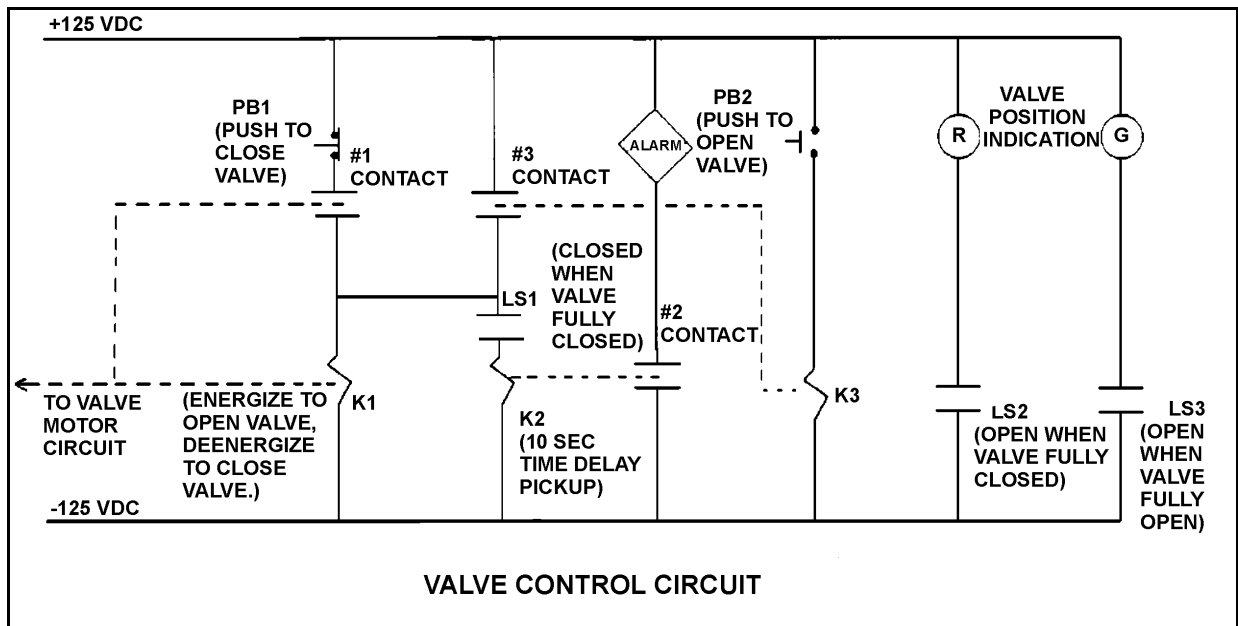 +125 VDC
PB1
(PUSH TO
CLOSE
VALVE)
#1
CONTACT
#3
CONTACT
ALARM
PB2
(PUSH TO
OPEN
VALVE)
R
VALVE
POSITION
INDICATION
G
(CLOSED
WHEN
VALVE
FULLY
CLOSED)
LS1
#2
CONTACT
TO VALVE
MOTOR
CIRCUIT
(ENERGIZE TO
OPEN VALVE,
DEENERGIZE
TO CLOSE
VALVE.)
K1
K2
(10 SEC
TIME DELAY
PICKUP)
K3
LS2
(OPEN WHEN
VALVE FULLY
CLOSED)
LS3
(OPEN
WHEN
VALVE
FULLY
OPEN)
-125 VDC
VALVE CONTROL CIRCUIT